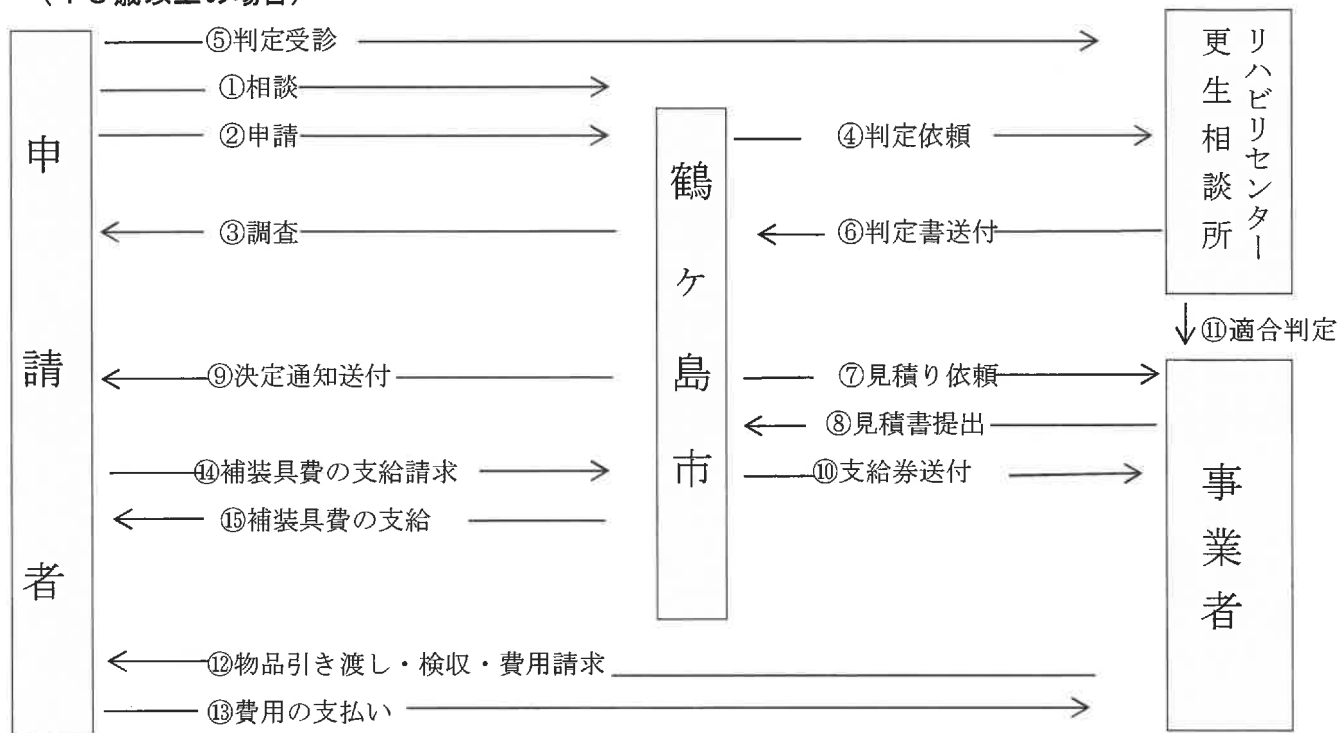 ⑤判定受診
①相談
②申請
③調査
④判定依頼
⑥判定書送付
⑪適合判定
⑨決定通知送付
⑦見積り依頼
⑧見積書提出
⑭補装具費の支給請求
⑩支給券送付
⑮補装具費の支給
⑫物品引き渡し・検収・費用請求
⑬費用の支払い
申請者
鶴ヶ島市
リハビリセンター
更生相談所
事業者